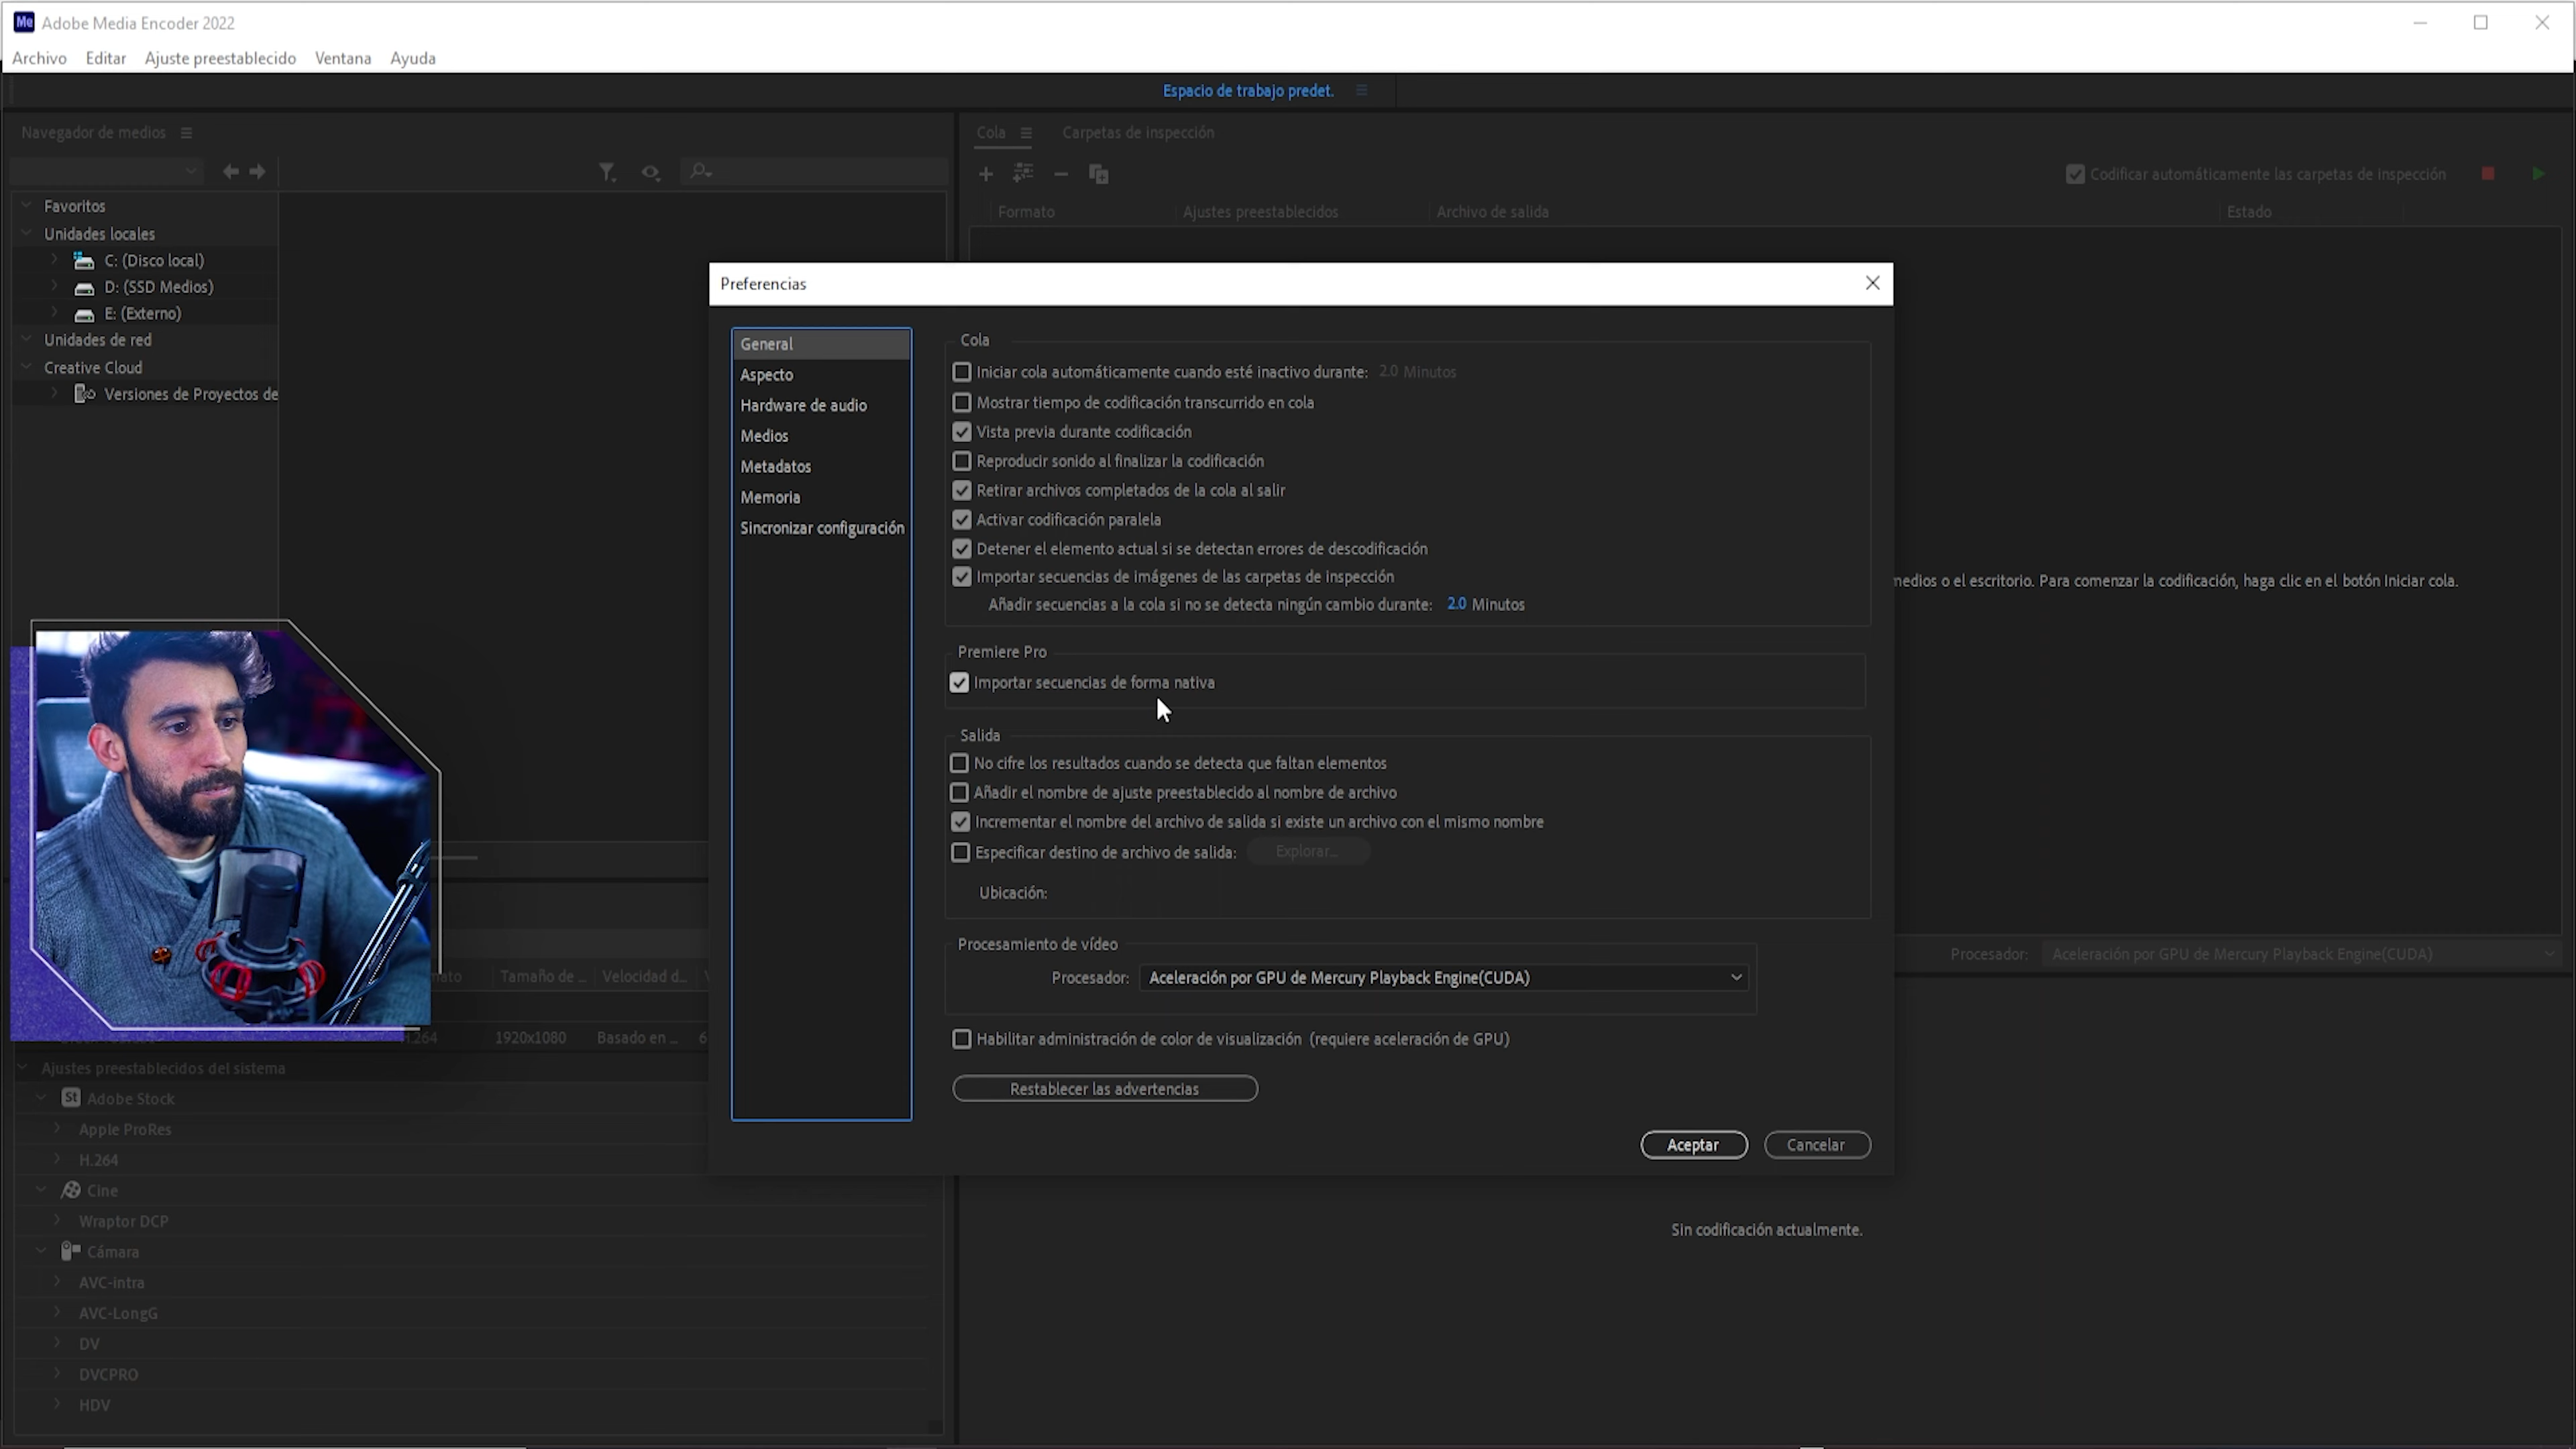 Me Adobe Media Encoder 2022
Archivo Editar Ajuste preestablecido Ventana Ayuda
Espacio de trabajo predet.
Navegador de medios
Favoritos
Unidades locales
C: (Disco local)
D: (SSD Medios)
E: (Externo)
Unidades de red
Creative Cloud
Versiones de Proyectos de
Cola Carpetas de inspección
Codificar automáticamente las carpetas de inspección
Formato Ajustes preestablecidos Archivo de salida Estado
Preferencias
General
Aspecto
Hardware de audio
Medios
Metadatos
Memoria
Sincronizar configuración
Cola
Iniciar cola automáticamente cuando esté inactivo durante: 2.0 Minutos
Mostrar tiempo de codificación transcurrido en cola
Vista previa durante codificación
Reproducir sonido al finalizar la codificación
Retirar archivos completados de la cola al salir
Activar codificación paralela
Detener el elemento actual si se detectan errores de descodificación
Importar secuencias de imágenes de las carpetas de inspección
Añadir secuencias a la cola si no se detecta ningún cambio durante: 2.0 Minutos
Premiere Pro
Importar secuencias de forma nativa
Salida
No cifre los resultados cuando se detecta que faltan elementos
Añadir el nombre de ajuste preestablecido al nombre de archivo
Incrementar el nombre del archivo de salida si existe un archivo con el mismo nombre
Especificar destino de archivo de salida: Explorar...
Ubicación:
Procesamiento de vídeo
Procesador: Aceleración por GPU de Mercury Playback Engine(CUDA)
Habilitar administración de color de visualización (requiere aceleración de GPU)
Restablecer las advertencias
Aceptar Cancelar
medios o el escritorio. Para comenzar la codificación, haga clic en el botón Iniciar cola.
Procesador: Aceleración por GPU de Mercury Playback Engine(CUDA)
Sin codificación actualmente.
mato Tamaño de ... Velocidad d...
H.264 1920x1080 Basado en ... 6
Ajustes preestablecidos del sistema
St Adobe Stock
Apple ProRes
H.264
Cine
Wraptor DCP
Cámara
AVC-intra
AVC-LongG
DV
DVCPRO
HDV